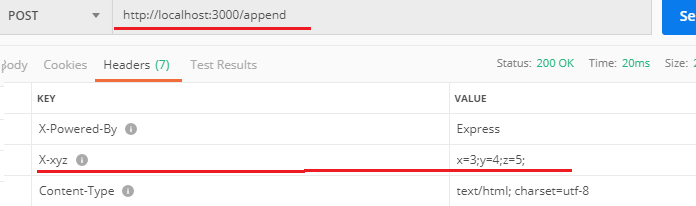 POST http://localhost:3000/append Se
Body Cookies Headers (7) Test Results Status: 200 OK Time: 20ms Size:
KEY VALUE
X-Powered-By Express
X-xyz x=3;y=4;z=5;
Content-Type text/html; charset=utf-8